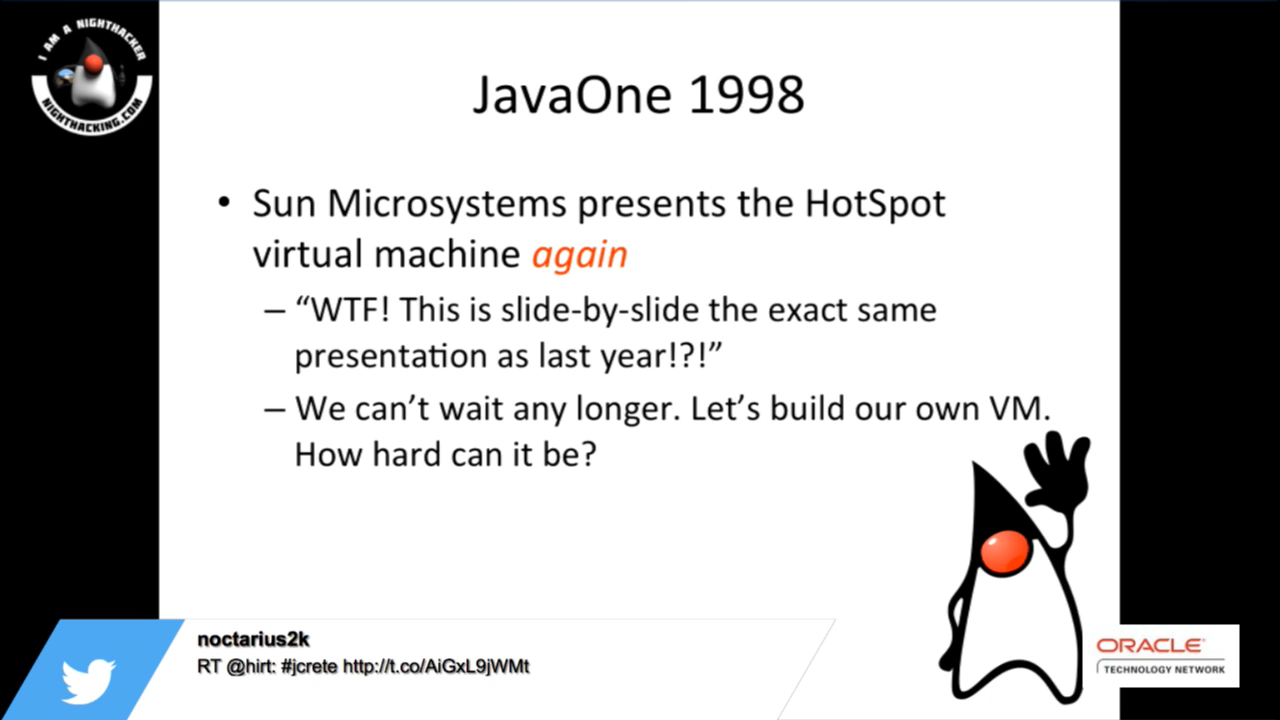 I AM A NIGHTHACKER
NIGHTHACKING.COM
JavaOne 1998
• Sun Microsystems presents the HotSpot
virtual machine again
– “WTF! This is slide-by-slide the exact same
presentation as last year!?!”
– We can’t wait any longer. Let’s build our own VM.
How hard can it be?
noctarius2k
RT @hirt: #jcrete http://t.co/AiGxL9jWMt
ORACLE
TECHNOLOGY NETWORK